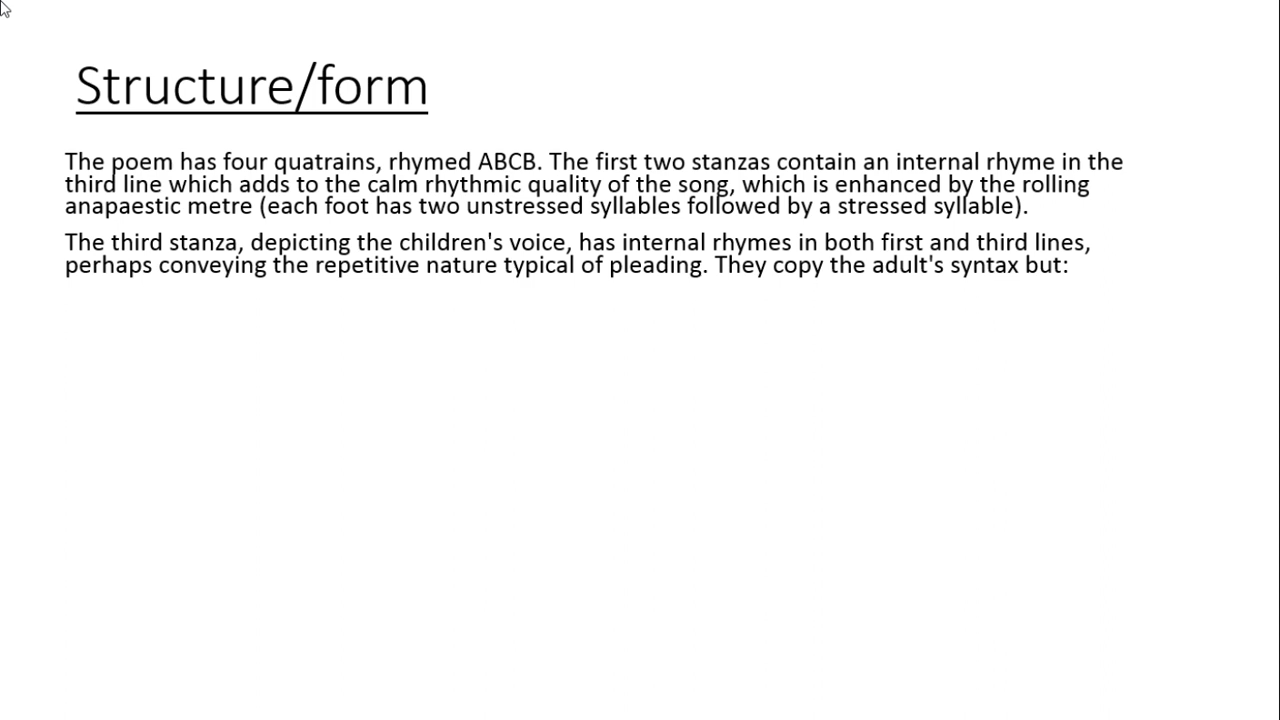 Structure/form
The poem has four quatrains, rhymed ABCB. The first two stanzas contain an internal rhyme in the
third line which adds to the calm rhythmic quality of the song, which is enhanced by the rolling
anapaestic metre (each foot has two unstressed syllables followed by a stressed syllable).
The third stanza, depicting the children's voice, has internal rhymes in both first and third lines,
perhaps conveying the repetitive nature typical of pleading. They copy the adult's syntax but: